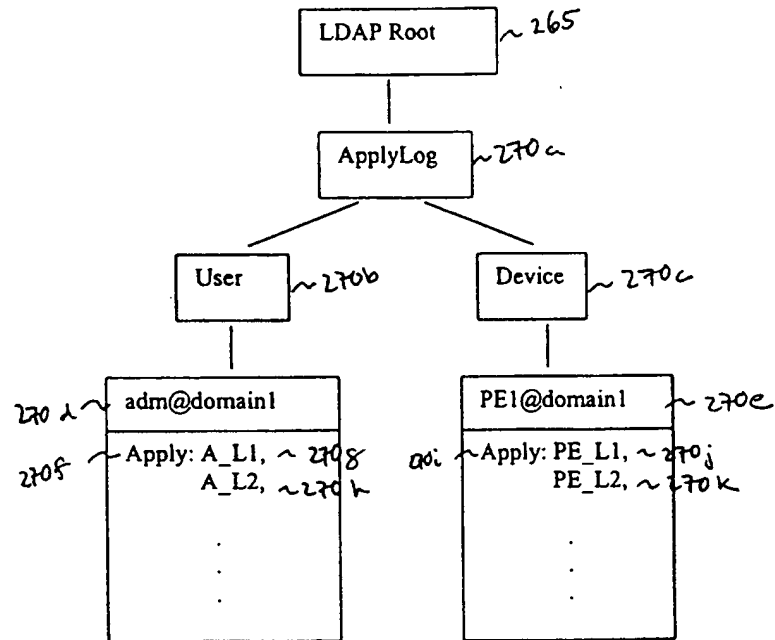 LDAP Root ~ 265
ApplyLog ~ 270a
User ~ 270b
Device ~ 270c
270d ~ adm@domain1
PE1@domain1 ~ 270e
270f ~ Apply: A_L1, ~ 270g
A_L2, ~ 270h
~ Apply: PE_L1, ~ 270j
PE_L2, ~ 270k